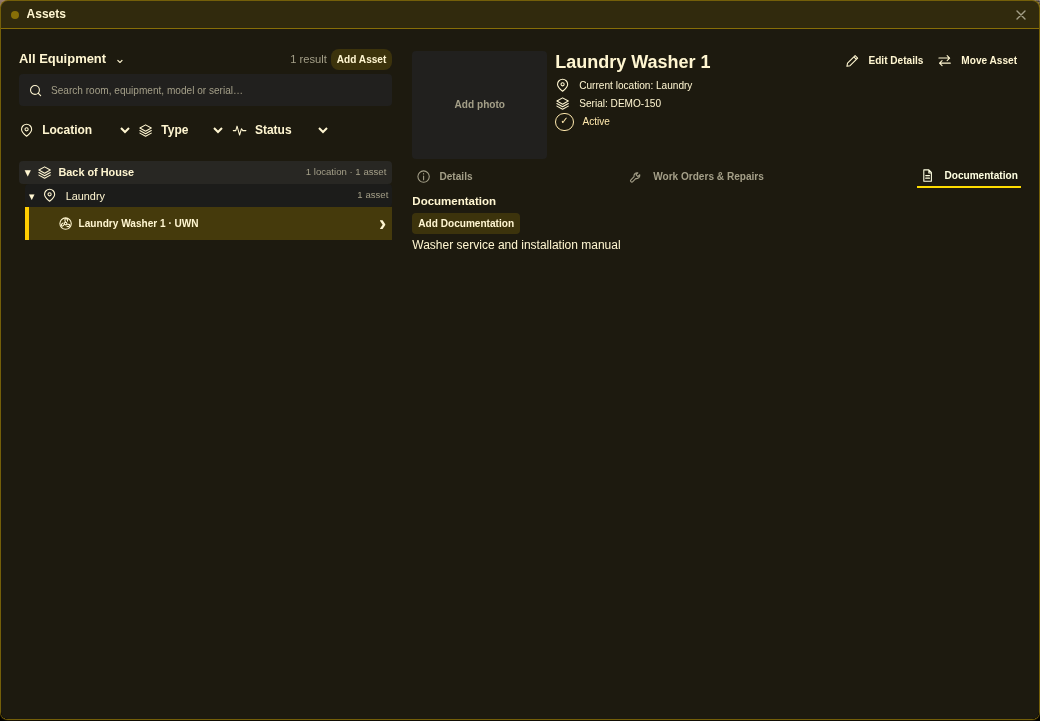 Assets
All Equipment
1 result
Add Asset
Search room, equipment, model or serial…
Location
Type
Status
Back of House
1 location · 1 asset
Laundry
1 asset
Laundry Washer 1 · UWN
Add photo
Laundry Washer 1
Current location: Laundry
Serial: DEMO-150
Active
Edit Details
Move Asset
Details
Work Orders & Repairs
Documentation
Documentation
Add Documentation
Washer service and installation manual